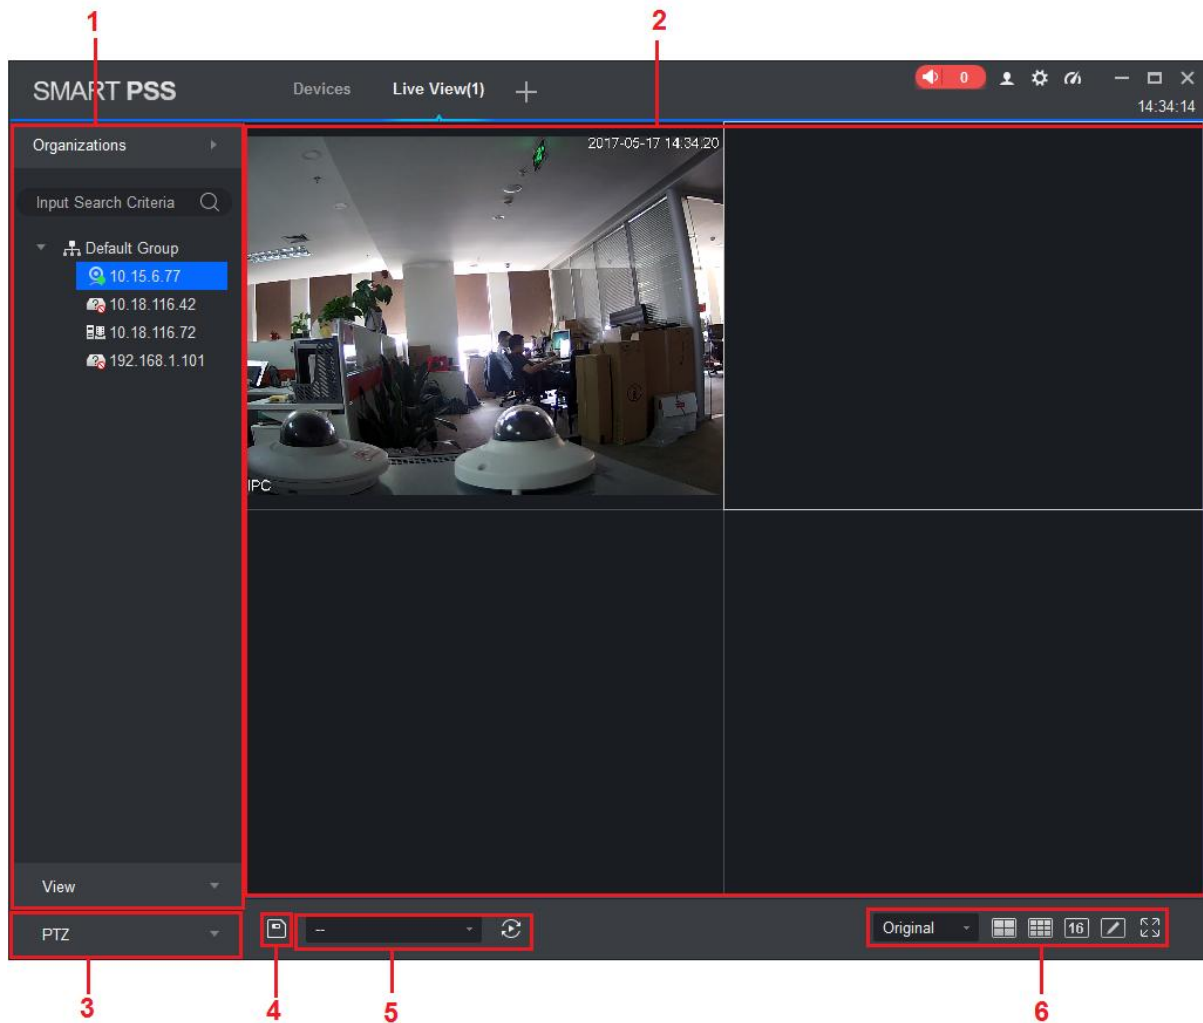 1
2
SMART PSS
Devices
Live View(1)
0
14:34:14
Organizations
Input Search Criteria
Default Group
10.15.6.77
10.18.116.42
10.18.116.72
192.168.1.101
2017-05-17 14:34:20
IPC
View
PTZ
--
Original
16
3
4
5
6